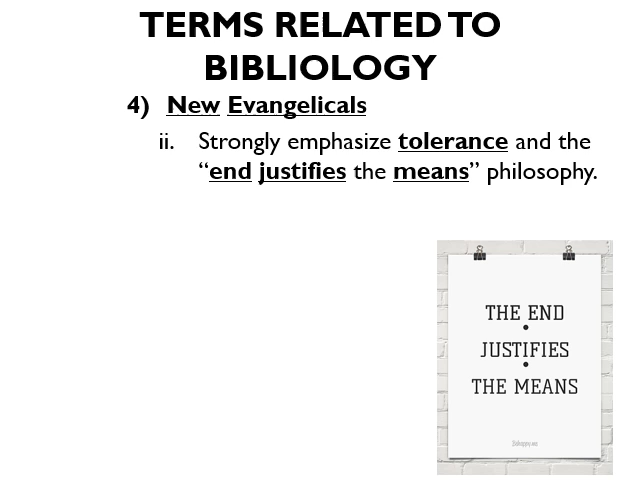 TERMS RELATED TO
BIBLIOLOGY
4) New Evangelicals
ii. Strongly emphasize tolerance and the
“end justifies the means” philosophy.
THE END
•
JUSTIFIES
•
THE MEANS